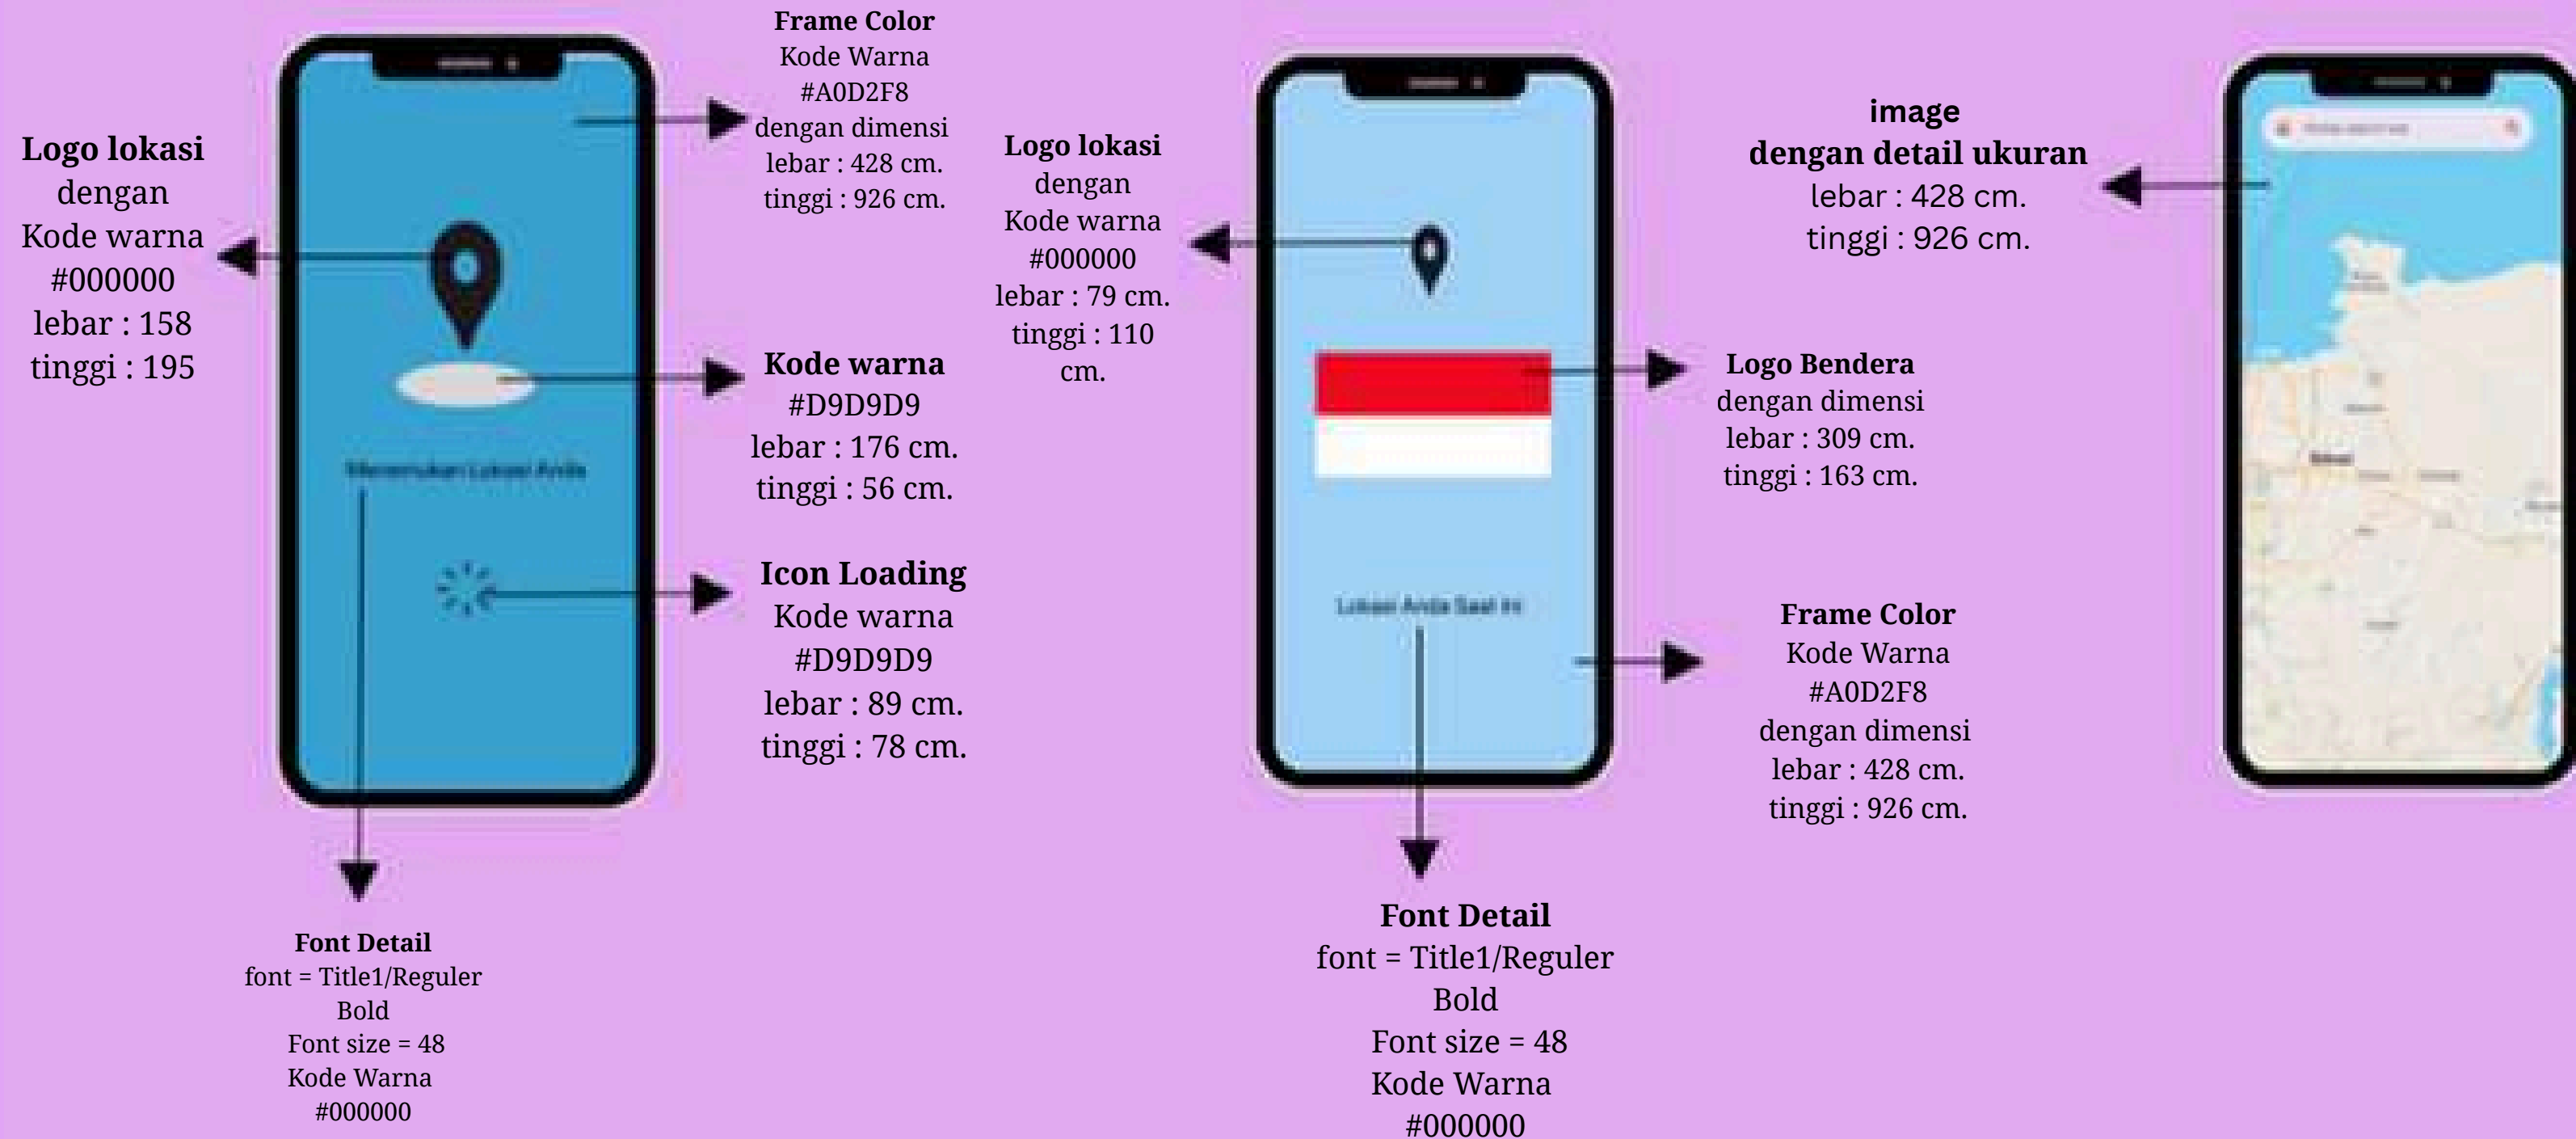 Logo lokasi
dengan
Kode warna
#000000
lebar : 158
tinggi : 195
Frame Color
Kode Warna
#A0D2F8
dengan dimensi
lebar : 428 cm.
tinggi : 926 cm.
Kode warna
#D9D9D9
lebar : 176 cm.
tinggi : 56 cm.
Menemukan Lokasi Anda
Icon Loading
Kode warna
#D9D9D9
lebar : 89 cm.
tinggi : 78 cm.
Font Detail
font = Title1/Reguler
Bold
Font size = 48
Kode Warna
#000000
Logo lokasi
dengan
Kode warna
#000000
lebar : 79 cm.
tinggi : 110
cm.
Logo Bendera
dengan dimensi
lebar : 309 cm.
tinggi : 163 cm.
Lokasi Anda Saat Ini
Frame Color
Kode Warna
#A0D2F8
dengan dimensi
lebar : 428 cm.
tinggi : 926 cm.
Font Detail
font = Title1/Reguler
Bold
Font size = 48
Kode Warna
#000000
image
dengan detail ukuran
lebar : 428 cm.
tinggi : 926 cm.